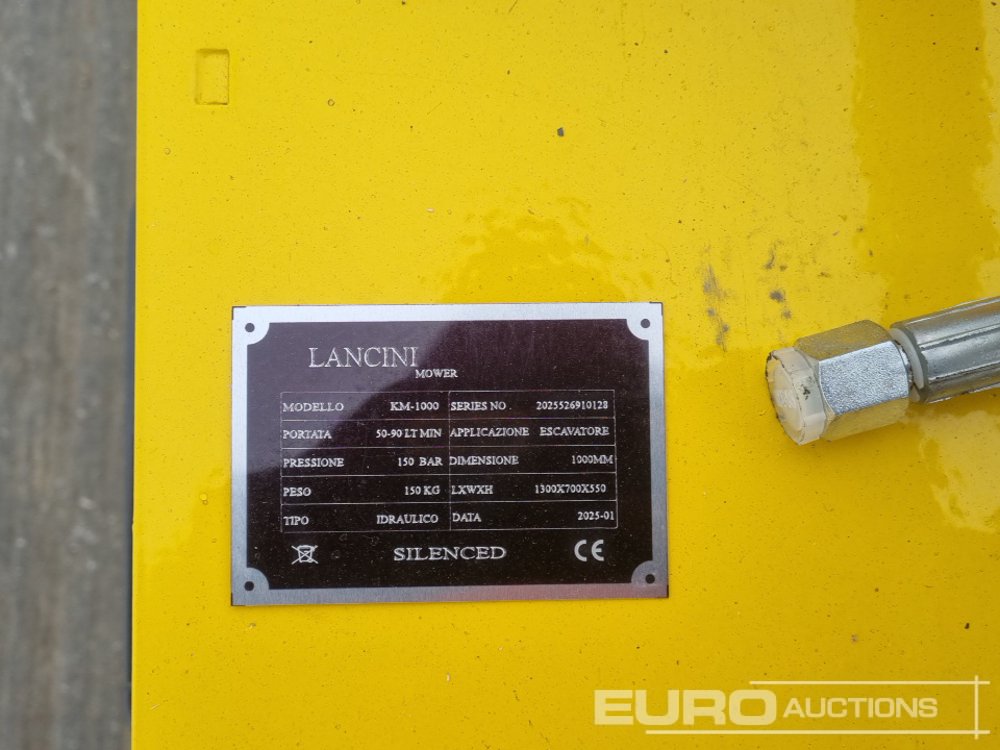 LANCINI
MOWER
MODELLO KM-1000 SERIES NO 2025526910128
PORTATA 50-90 LT MIN APPLICAZIONE ESCAVATORE
PRESSIONE 150 BAR DIMENSIONE 1000MM
PESO 150 KG LXWXH 1300X700X550
TIPO IDRAULICO DATA 2025-01
SILENCED CE
EURO AUCTIONS